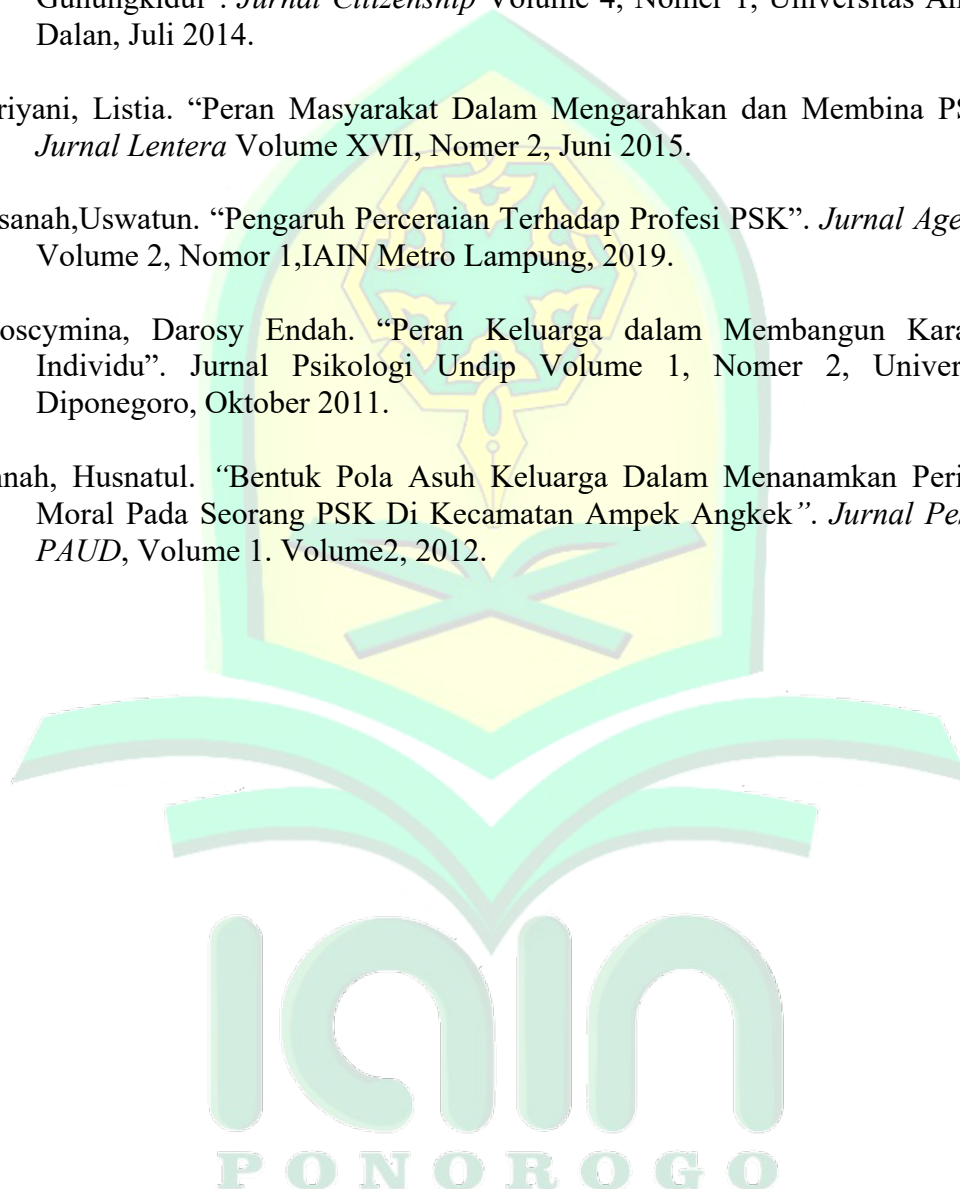 Gunungkidul". Jurnal Citizenship Volume 4, Nomer 1, Universitas
Dalan, Juli 2014.
riyani, Listia. “Peran Masyarakat Dalam Mengarahkan dan Membina PS
Jurnal Lentera Volume XVII, Nomer 2, Juni 2015.
sanah,Uswatun. “Pengaruh Perceraian Terhadap Profesi PSK”. Jurnal Age
Volume 2, Nomor 1,IAIN Metro Lampung, 2019.
oscymina, Darosy Endah. “Peran Keluarga dalam Membangun Kara
Individu”. Jurnal Psikologi Undip Volume 1, Nomer 2, Univer
Diponegoro, Oktober 2011.
nnah, Husnatul. “Bentuk Pola Asuh Keluarga Dalam Menanamkan Peri
Moral Pada Seorang PSK Di Kecamatan Ampek Angkek”. Jurnal Pes
PAUD, Volume 1. Volume2, 2012.
iain
PONOROGO